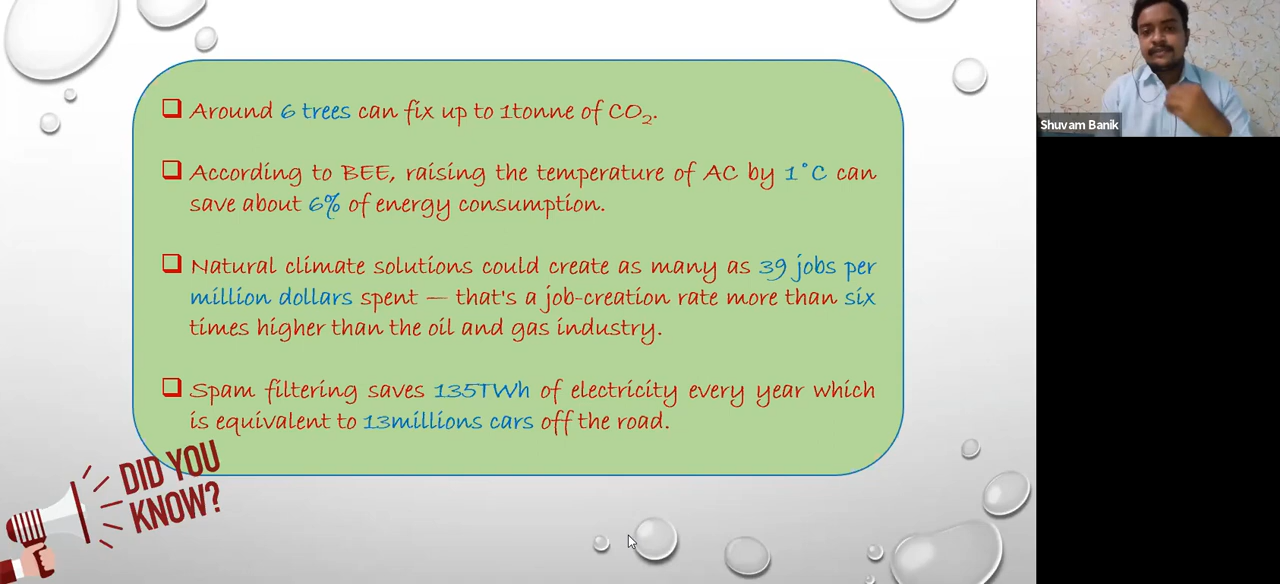 Around 6 trees can fix up to 1tonne of CO₂.
According to BEE, raising the temperature of AC by 1°C can
save about 6% of energy consumption.
Natural climate solutions could create as many as 39 jobs per
million dollars spent — that's a job-creation rate more than six
times higher than the oil and gas industry.
Spam filtering saves 135TWh of electricity every year which
is equivalent to 13millions cars off the road.
DID YOU
KNOW?
Shuvam Banik